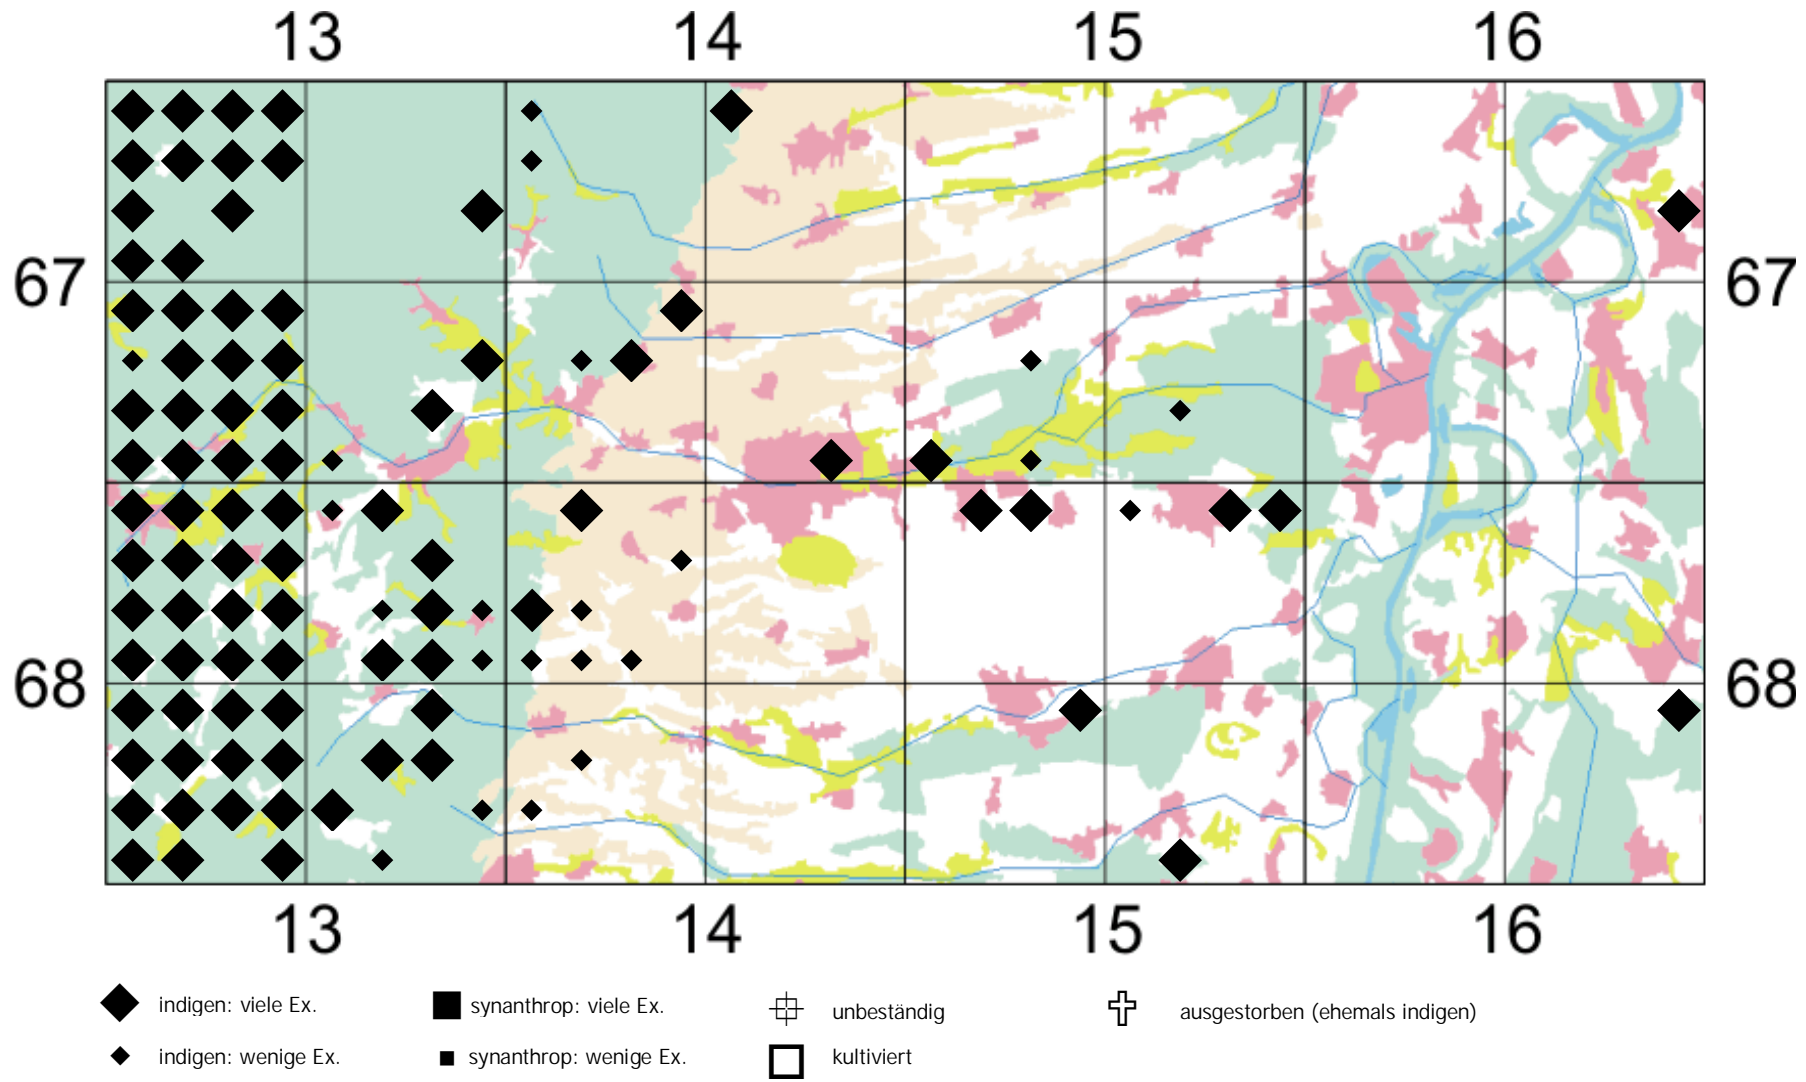 13 14 15 16
67 67
68 68
13 14 15 16
indigen: viele Ex. synanthrop: viele Ex. unbeständig ausgestorben (ehemals indigen)
indigen: wenige Ex. synanthrop: wenige Ex. kultiviert